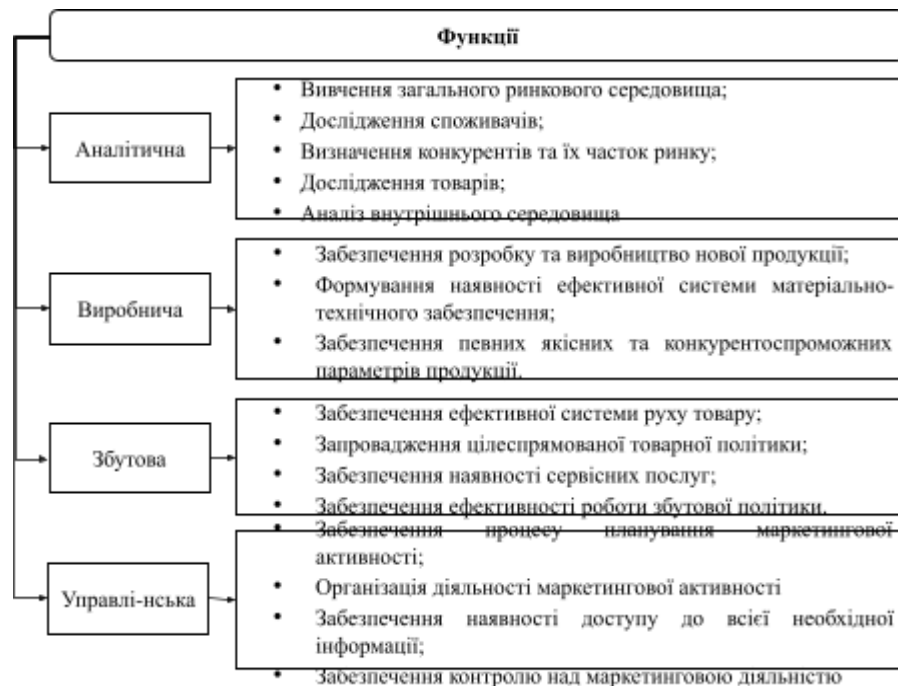 Функції
Аналітична
• Вивчення загального ринкового середовища;
• Дослідження споживачів;
• Визначення конкурентів та їх часток ринку;
• Дослідження товарів;
• Аналіз внутрішнього середовища
Виробнича
• Забезпечення розробку та виробництво нової продукції;
• Формування наявності ефективної системи матеріально-
технічного забезпечення;
• Забезпечення певних якісних та конкурентоспроможних
параметрів продукції.
Збутова
• Забезпечення ефективної системи руху товару;
• Запровадження цілеспрямованої товарної політики;
• Забезпечення наявності сервісних послуг;
• Забезпечення ефективності роботи збутової політики.
Управлі-нська
• Забезпечення процесу планування маркетингової
активності;
• Організація діяльності маркетингової активності
• Забезпечення наявності доступу до всієї необхідної
інформації;
• Забезпечення контролю над маркетинговою діяльністю